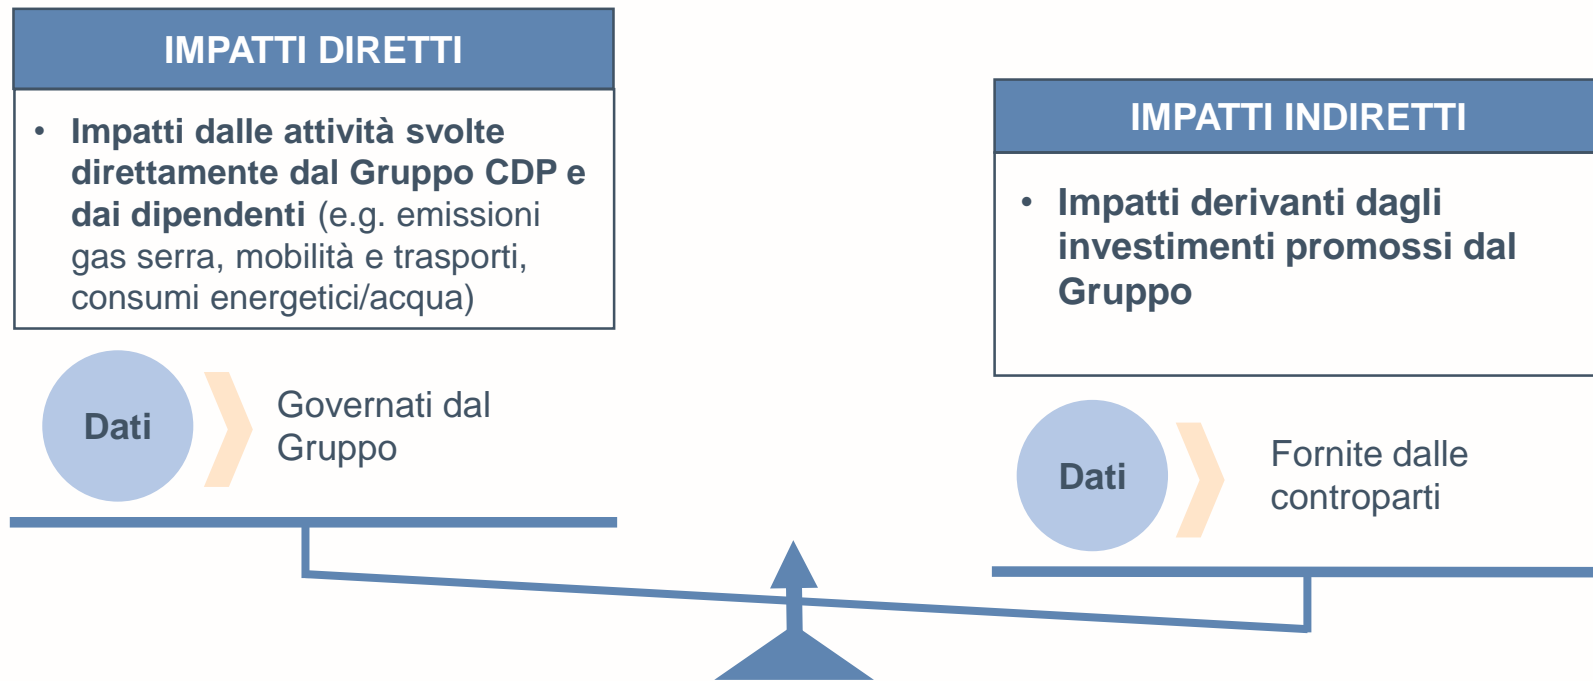 IMPATTI DIRETTI
• Impatti dalle attività svolte
direttamente dal Gruppo CDP e
dai dipendenti (e.g. emissioni
gas serra, mobilità e trasporti,
consumi energetici/acqua)
Dati
Governati dal
Gruppo
IMPATTI INDIRETTI
• Impatti derivanti dagli
investimenti promossi dal
Gruppo
Dati
Fornite dalle
controparti